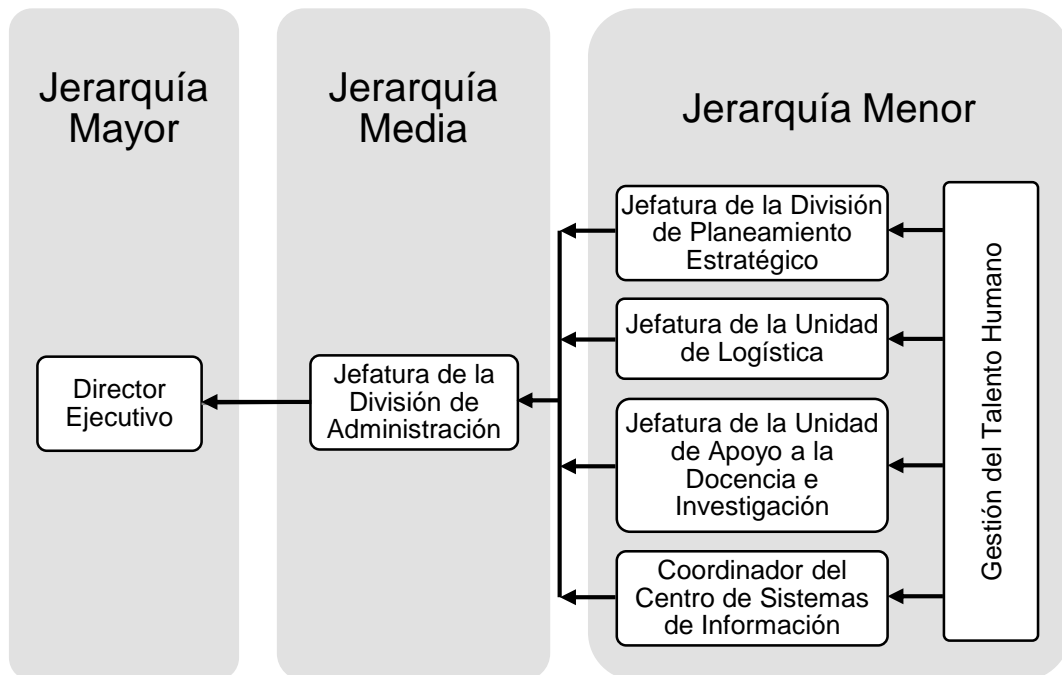 Jerarquía
Mayor
Director
Ejecutivo
Jerarquía
Media
Jefatura de la
División de
Administración
Jerarquía Menor
Jefatura de la División
de Planeamiento
Estratégico
Jefatura de la Unidad
de Logística
Jefatura de la Unidad
de Apoyo a la
Docencia e
Investigación
Coordinador del
Centro de Sistemas
de Información
Gestión del Talento Humano